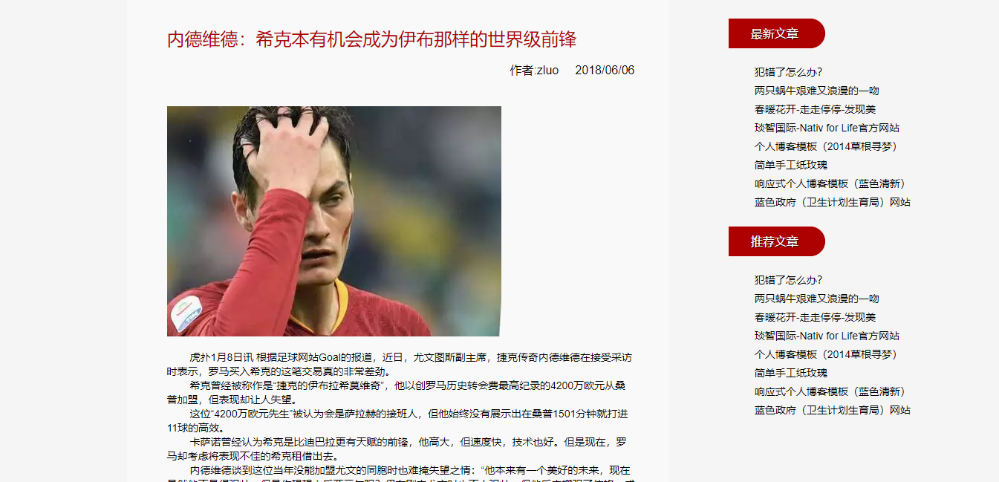 内德维德：希克本有机会成为伊布那样的世界级前锋
作者:zluo 2018/06/06
虎扑1月8日讯 根据足球网站Goal的报道，近日，尤文图斯副主席，捷克传奇内德维德在接受采访
时表示，罗马买入希克的这笔交易真的非常差劲。
希克曾经被称作是“捷克的伊布拉希莫维奇”，他以创罗马历史转会费最高纪录的4200万欧元从桑
普加盟，但表现却让人失望。
这位“4200万欧元先生”被认为会是萨拉赫的接班人，但他始终没有展示出在桑普1501分钟就打进
11球的高效。
卡萨诺曾经认为希克是比迪巴拉更有天赋的前锋，他高大，但速度快，技术也好。但是现在，罗
马却考虑将表现不佳的希克租借出去。
内德维德谈到这位当年没能加盟尤文的同胞时也难掩失望之情：“他本来有一个美好的未来，现在
最新文章
犯错了怎么办？
两只蜗牛艰难又浪漫的一吻
春暖花开-走走停停-发现美
琰智国际-Nativ for Life官方网站
个人博客模板（2014草根寻梦）
简单手工纸玫瑰
响应式个人博客模板（蓝色清新）
蓝色政府（卫生计划生育局）网站
推荐文章
犯错了怎么办？
两只蜗牛艰难又浪漫的一吻
春暖花开-走走停停-发现美
琰智国际-Nativ for Life官方网站
个人博客模板（2014草根寻梦）
简单手工纸玫瑰
响应式个人博客模板（蓝色清新）
蓝色政府（卫生计划生育局）网站